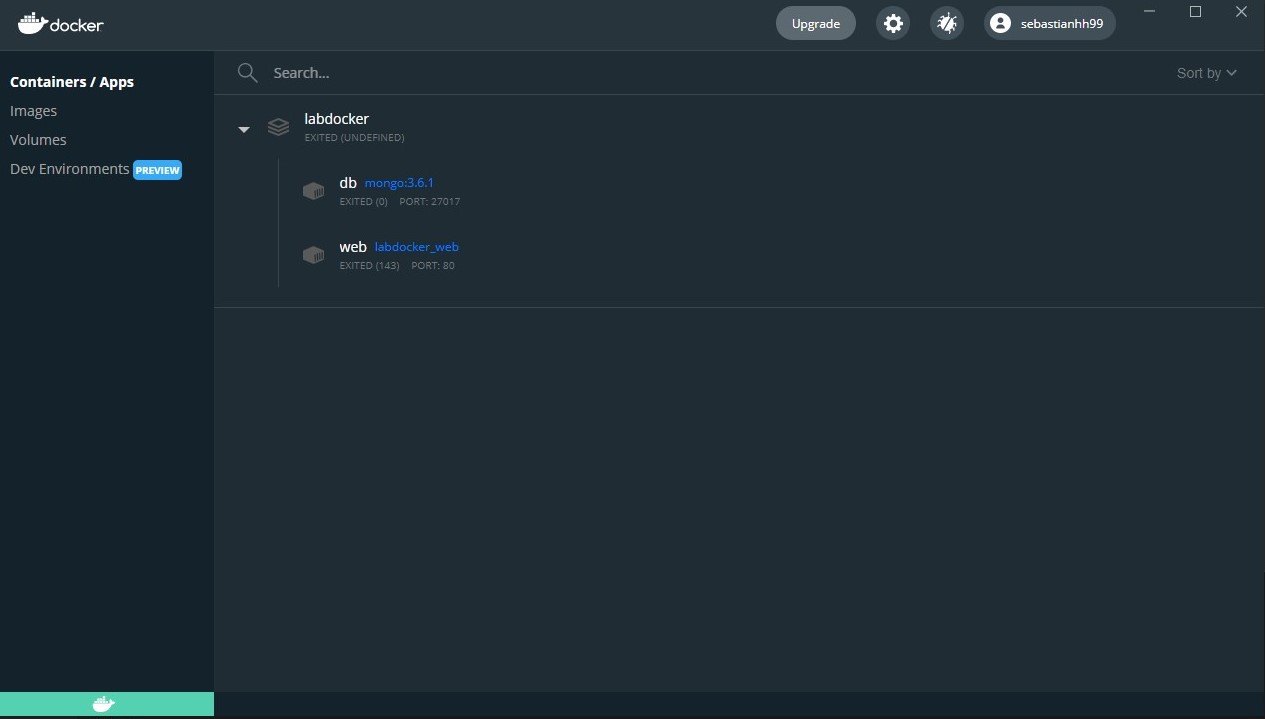 docker
Upgrade
sebastianhh99
Containers / Apps
Images
Volumes
Dev Environments PREVIEW
Search...
Sort by
labdocker
EXITED (UNDEFINED)
db mongo:3.6.1
EXITED (0) PORT: 27017
web labdocker_web
EXITED (143) PORT: 80